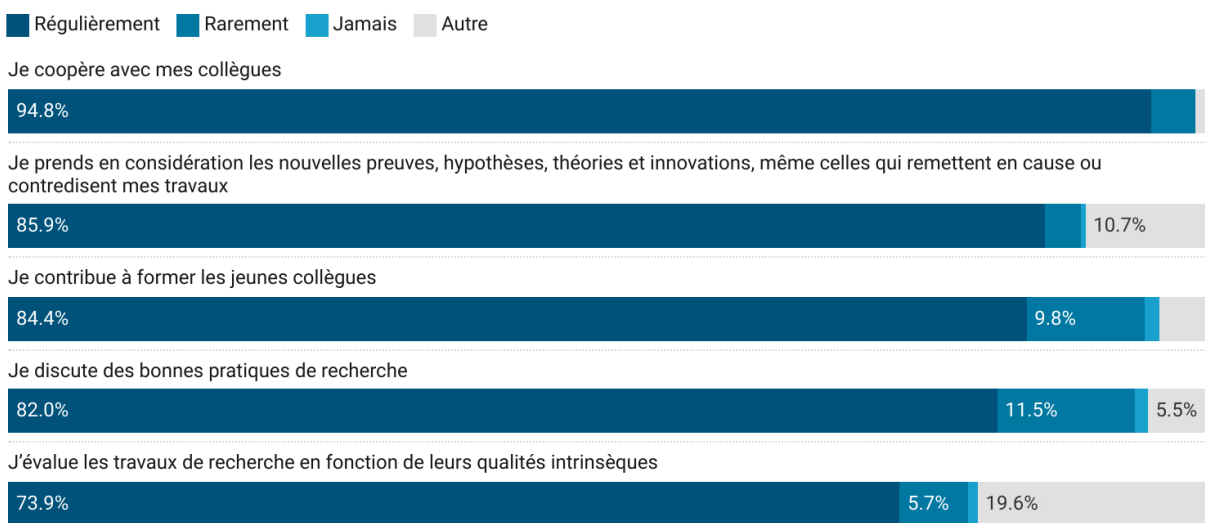 Régulièrement Rarement Jamais Autre
Je coopère avec mes collègues
94.8%
Je prends en considération les nouvelles preuves, hypothèses, théories et innovations, même celles qui remettent en cause ou
contredisent mes travaux
85.9% 10.7%
Je contribue à former les jeunes collègues
84.4% 9.8%
Je discute des bonnes pratiques de recherche
82.0% 11.5% 5.5%
J’évalue les travaux de recherche en fonction de leurs qualités intrinsèques
73.9% 5.7% 19.6%